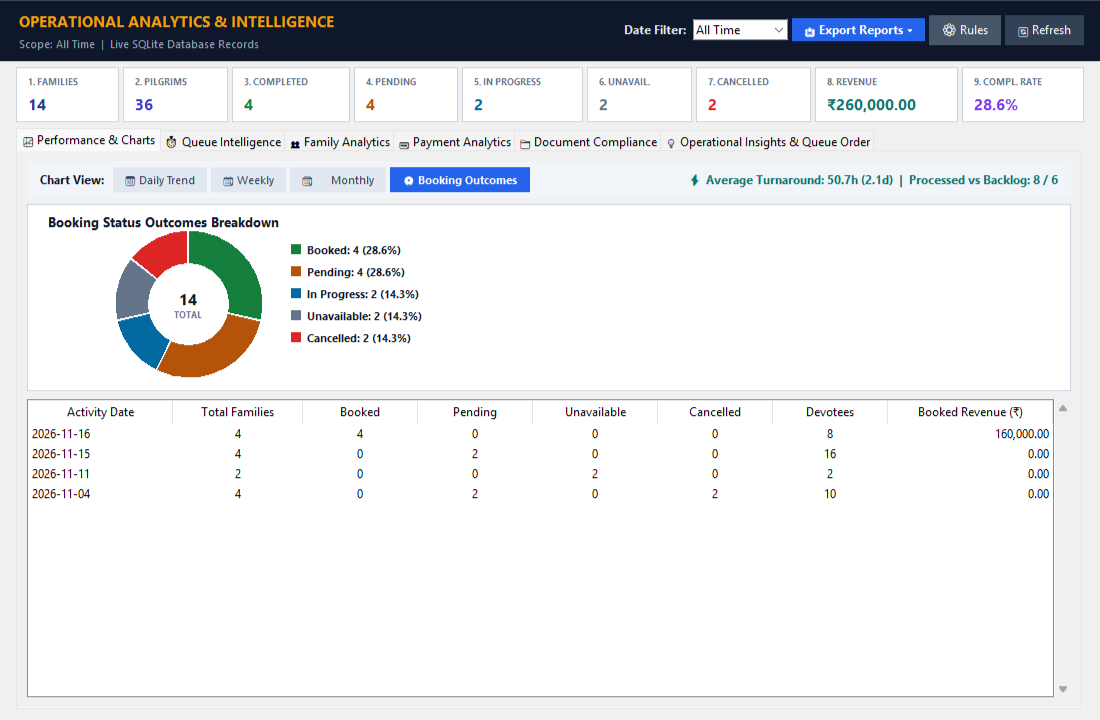 OPERATIONAL ANALYTICS & INTELLIGENCE
Scope: All Time | Live SQLite Database Records
Date Filter: All Time Export Reports Rules Refresh
1. FAMILIES 2. PILGRIMS 3. COMPLETED 4. PENDING 5. IN PROGRESS 6. UNAVAIL. 7. CANCELLED 8. REVENUE 9. COMPL. RATE
14 36 4 4 2 2 2 ₹260,000.00 28.6%
Performance & Charts Queue Intelligence Family Analytics Payment Analytics Document Compliance Operational Insights & Queue Order
Chart View: Daily Trend Weekly Monthly Booking Outcomes Average Turnaround: 50.7h (2.1d) | Processed vs Backlog: 8 / 6
Booking Status Outcomes Breakdown
14
TOTAL
Booked: 4 (28.6%)
Pending: 4 (28.6%)
In Progress: 2 (14.3%)
Unavailable: 2 (14.3%)
Cancelled: 2 (14.3%)
Activity Date Total Families Booked Pending Unavailable Cancelled Devotees Booked Revenue (₹)
2026-11-16 4 4 0 0 0 8 160,000.00
2026-11-15 4 0 2 0 0 16 0.00
2026-11-11 2 0 0 2 0 2 0.00
2026-11-04 4 0 2 0 2 10 0.00